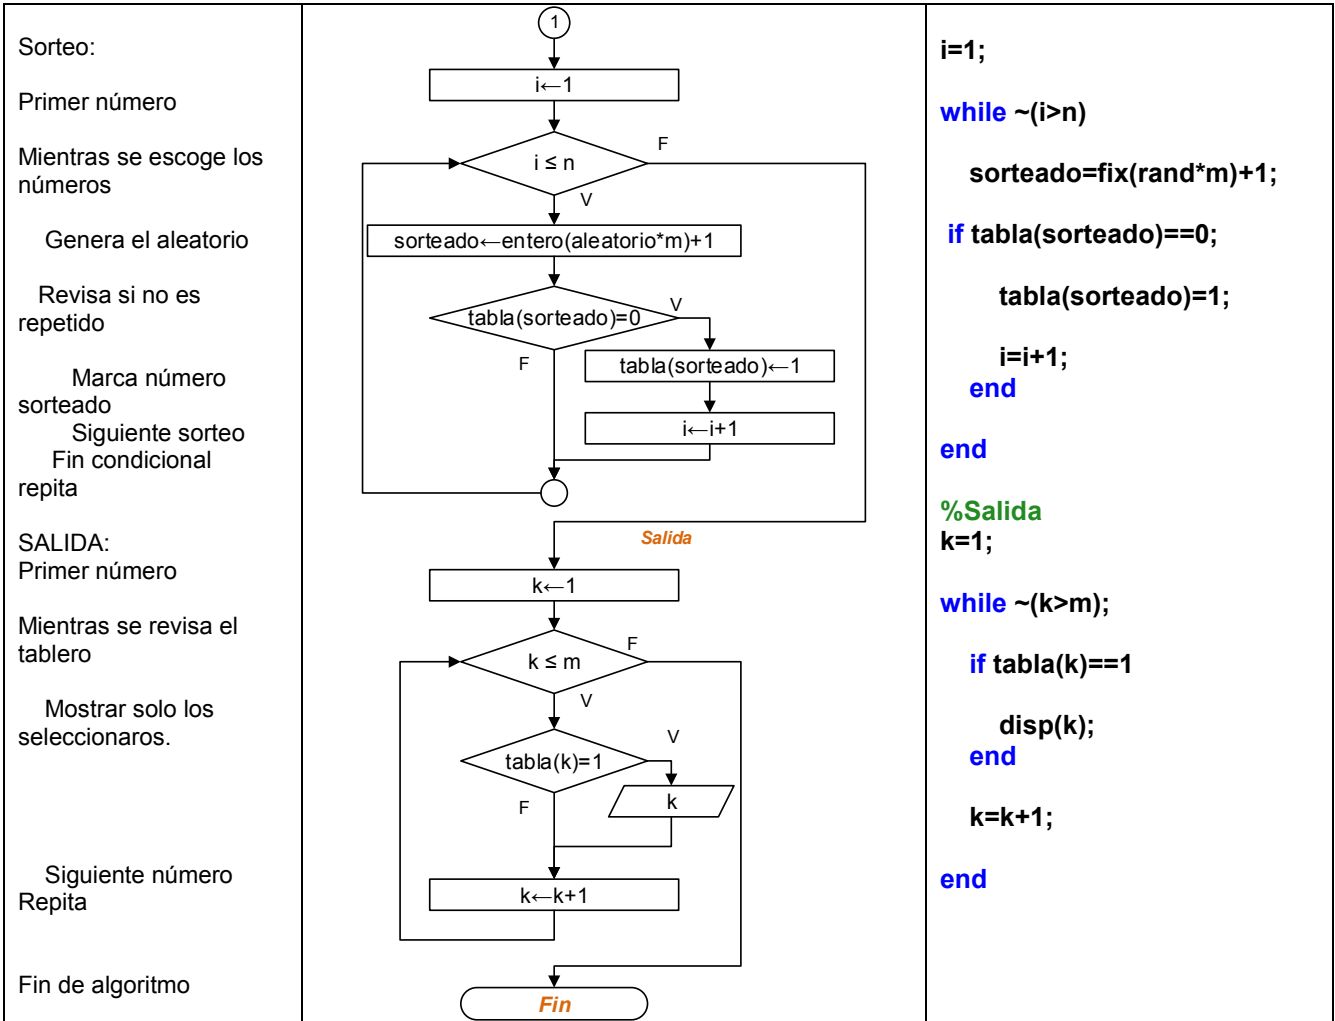 Sorteo:
Primer número
Mientras se escoge los
números
Genera el aleatorio
Revisa si no es
repetido
Marca número
sorteado
Siguiente sorteo
Fin condicional
repita
SALIDA:
Primer número
Mientras se revisa el
tablero
Mostrar solo los
seleccionaros.
Siguiente número
Repita
Fin de algoritmo
1
i←1
i ≤ n
F
V
sorteado←entero(aleatorio*m)+1
tabla(sorteado)=0
V
F
tabla(sorteado)←1
i←i+1
Salida
k←1
k ≤ m
F
V
tabla(k)=1
V
F
k
k←k+1
Fin
i=1;
while ~(i>n)
sorteado=fix(rand*m)+1;
if tabla(sorteado)==0;
tabla(sorteado)=1;
i=i+1;
end
end
%Salida
k=1;
while ~(k>m);
if tabla(k)==1
disp(k);
end
k=k+1;
end